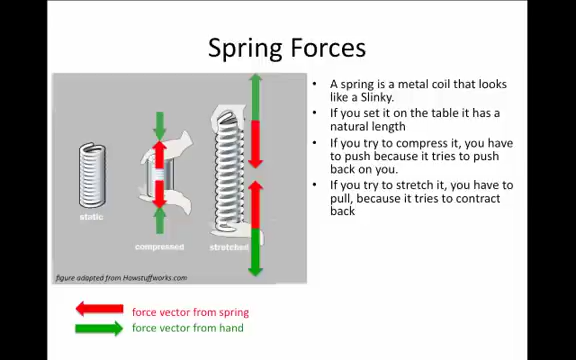 Spring Forces
static
compressed
stretched
figure adapted from Howstuffworks.com
• A spring is a metal coil that looks
like a Slinky.
• If you set it on the table it has a
natural length
• If you try to compress it, you have
to push because it tries to push
back on you.
• If you try to stretch it, you have to
pull, because it tries to contract
back
force vector from spring
force vector from hand